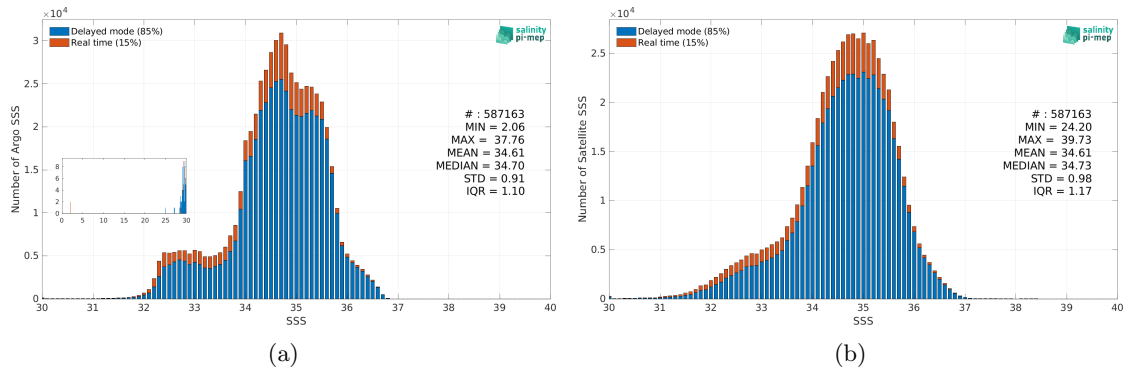 ×10^4
Delayed mode (85%)
Real time (15%)
salinity
pi-mep
# : 587163
MIN = 2.06
MAX = 37.76
MEAN = 34.61
MEDIAN = 34.70
STD = 0.91
IQR = 1.10
Number of Argo SSS
3
2.5
2
1.5
1
0.5
0
8
6
4
2
0
0 5 10 15 20 25 30
30 31 32 33 34 35 36 37 38 39 40
SSS
(a)
×10^4
Delayed mode (85%)
Real time (15%)
salinity
pi-mep
# : 587163
MIN = 24.20
MAX = 39.73
MEAN = 34.61
MEDIAN = 34.73
STD = 0.98
IQR = 1.17
Number of Satellite SSS
2.5
2
1.5
1
0.5
0
30 31 32 33 34 35 36 37 38 39 40
SSS
(b)